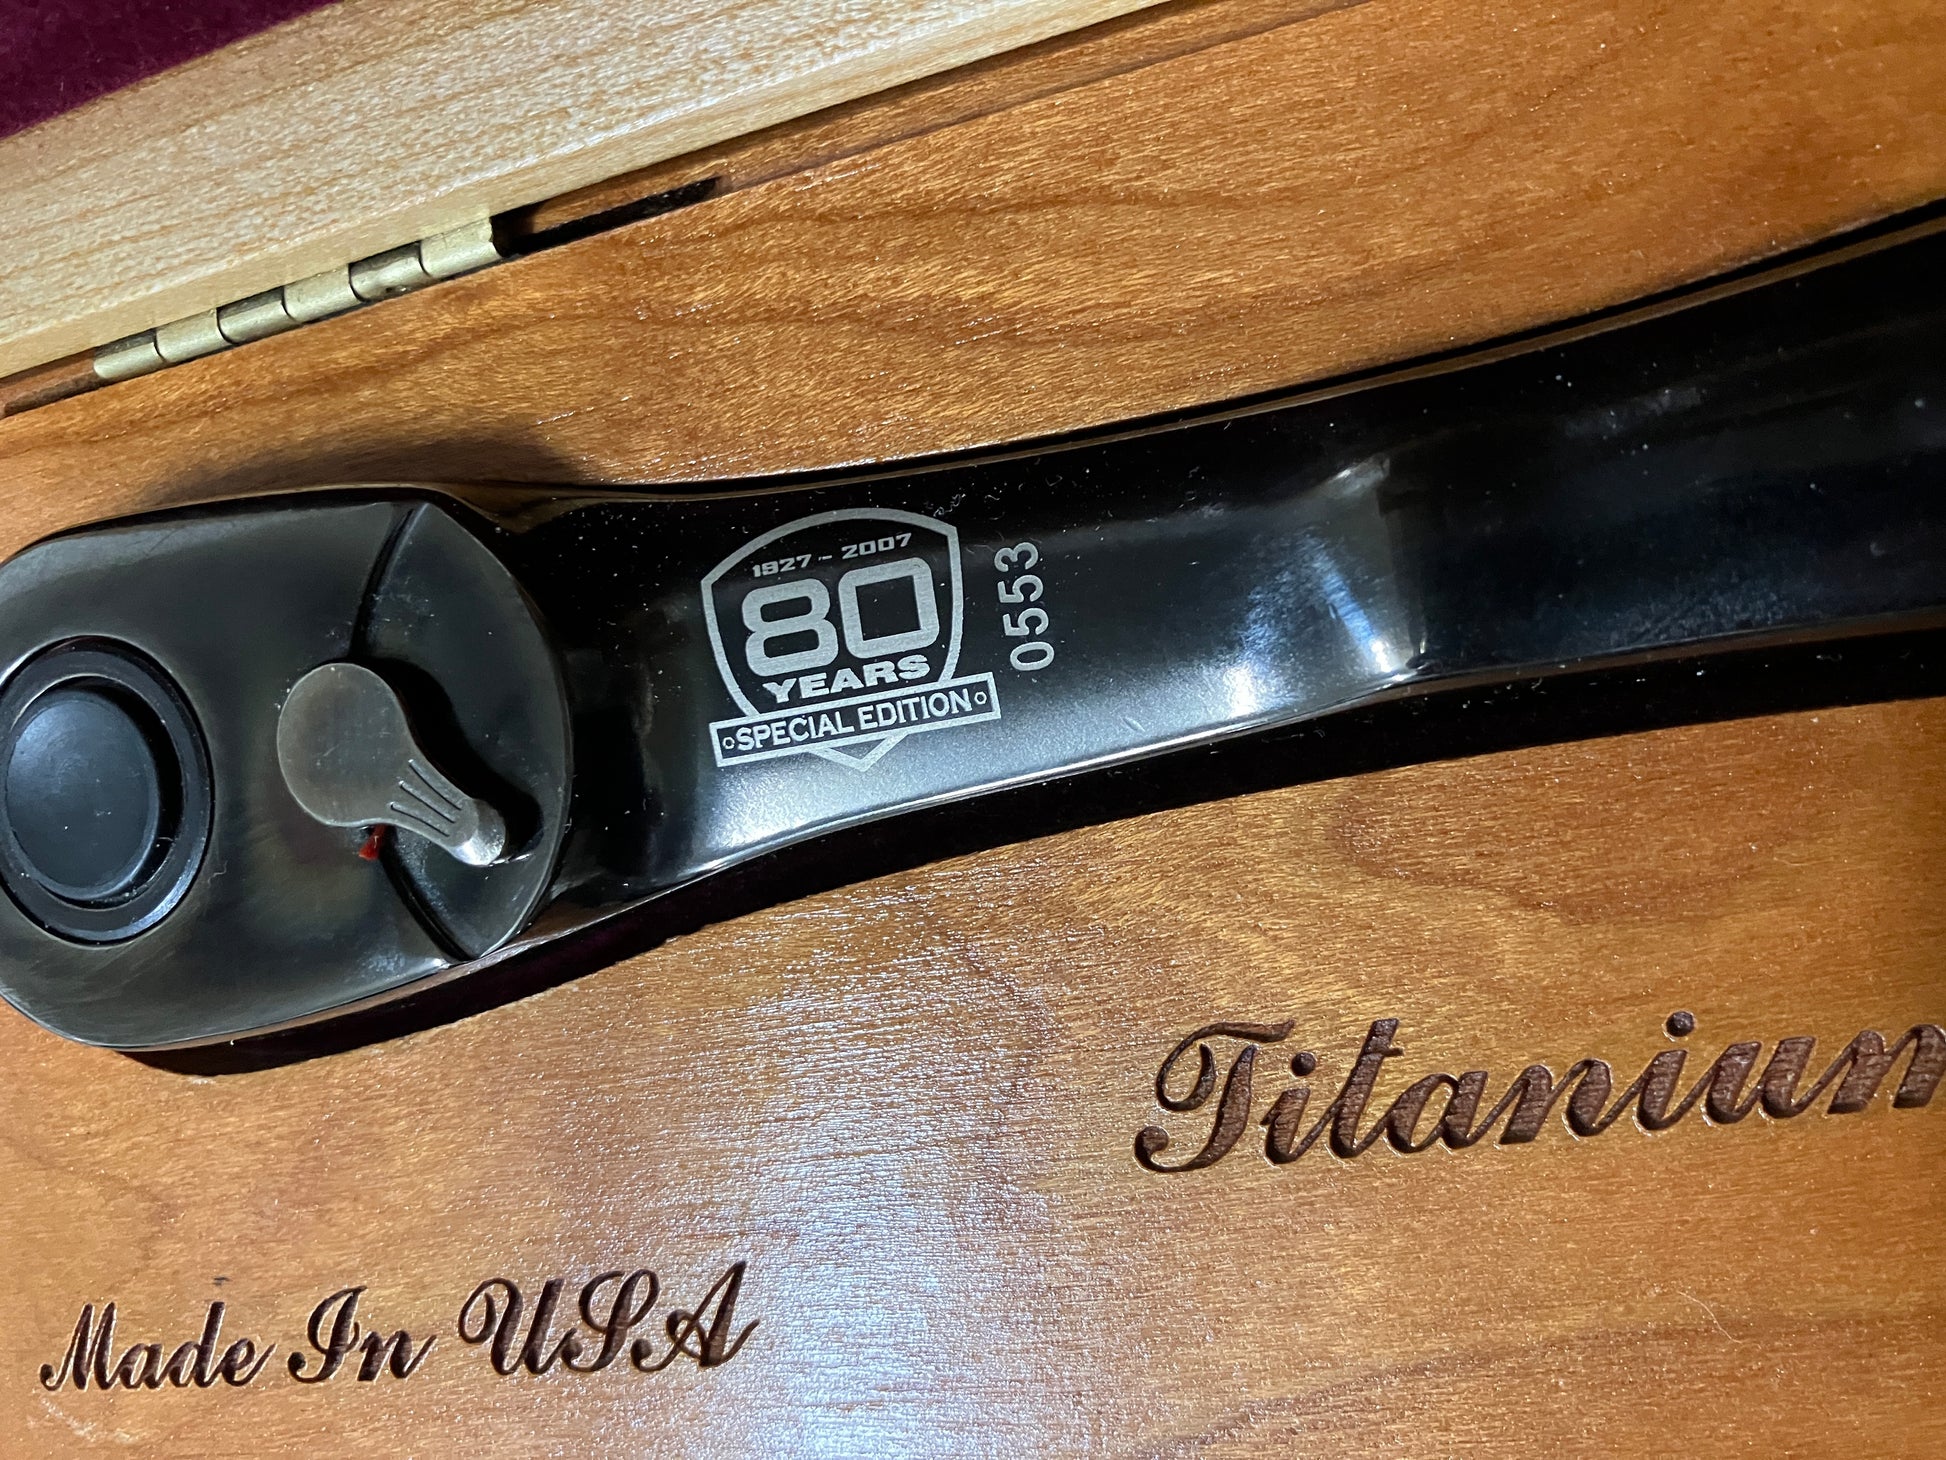 1927 - 2007
80
YEARS
SPECIAL EDITION
0553
Titanium
Made In USA